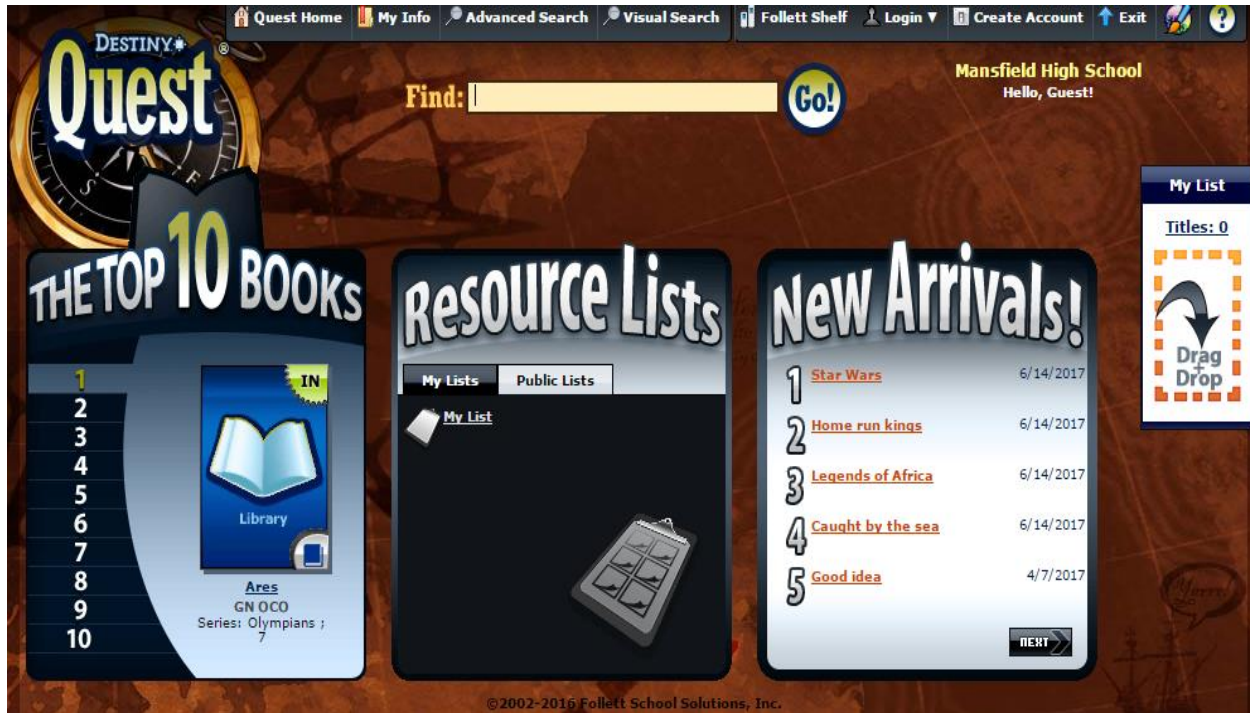 Quest Home My Info Advanced Search Visual Search Follett Shelf Login ▼ Create Account Exit ?
DESTINY
Quest ®
Find: Go!
Mansfield High School
Hello, Guest!
S E F
My List
Titles: 0
Drag
+
Drop
THE TOP 10 BOOKS
1
2
3
4
5
6
7
8
9
10
IN
Library
Ares
GN OCO
Series: Olympians ;
7
Resource Lists
My Lists Public Lists
My List
New Arrivals!
1 Star Wars 6/14/2017
2 Home run kings 6/14/2017
3 Legends of Africa 6/14/2017
4 Caught by the sea 6/14/2017
5 Good idea 4/7/2017
NEXT
©2002-2016 Follett School Solutions, Inc.